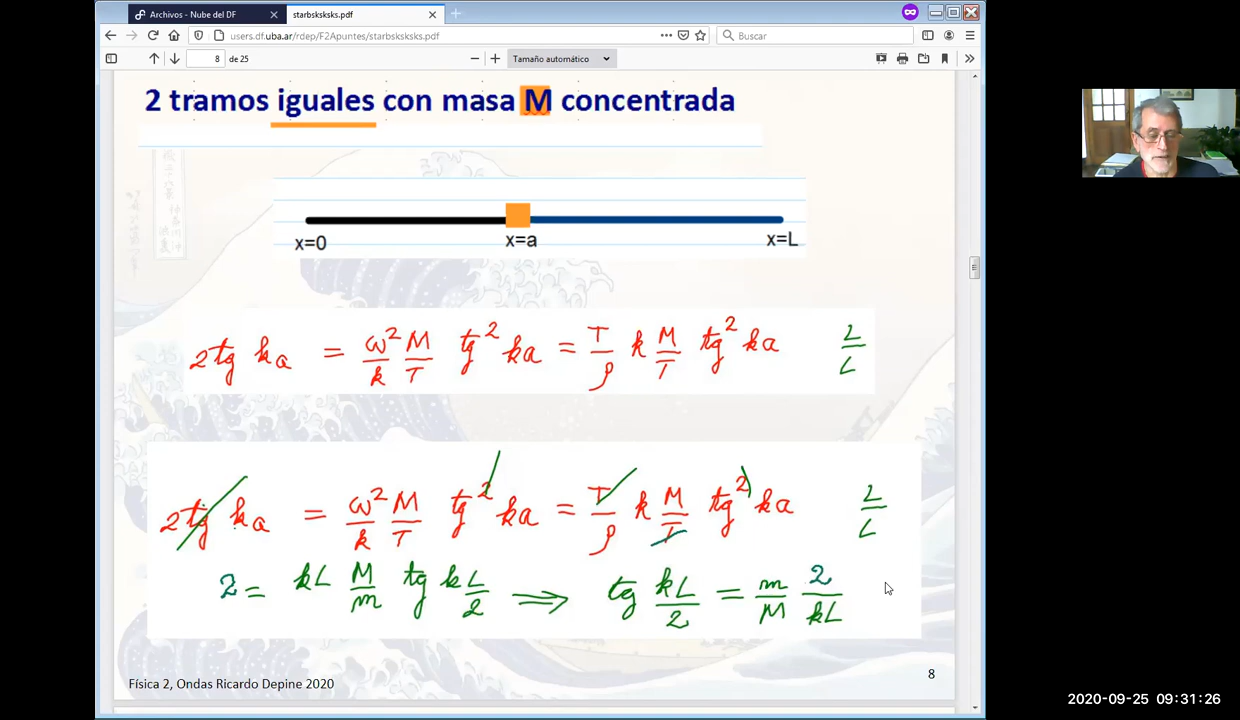 Archivos - Nube del DF
starbsksksks.pdf
users.df.uba.ar/rdep/F2Apuntes/starbsksksks.pdf
Buscar
8 de 25
Tamaño automático
2 tramos iguales con masa M concentrada
x=0 x=a x=L
2 tg ka = ω²/k M/T tg² ka = T/ρ k M/T tg² ka L/L
2 tg ka = ω²/k M/T tg² ka = T/ρ k M/T tg² ka L/L
2 = kL M/m tg k L/2 ⟹ tg kL/2 = m/M 2/kL
Física 2, Ondas Ricardo Depine 2020
8
2020-09-25 09:31:26